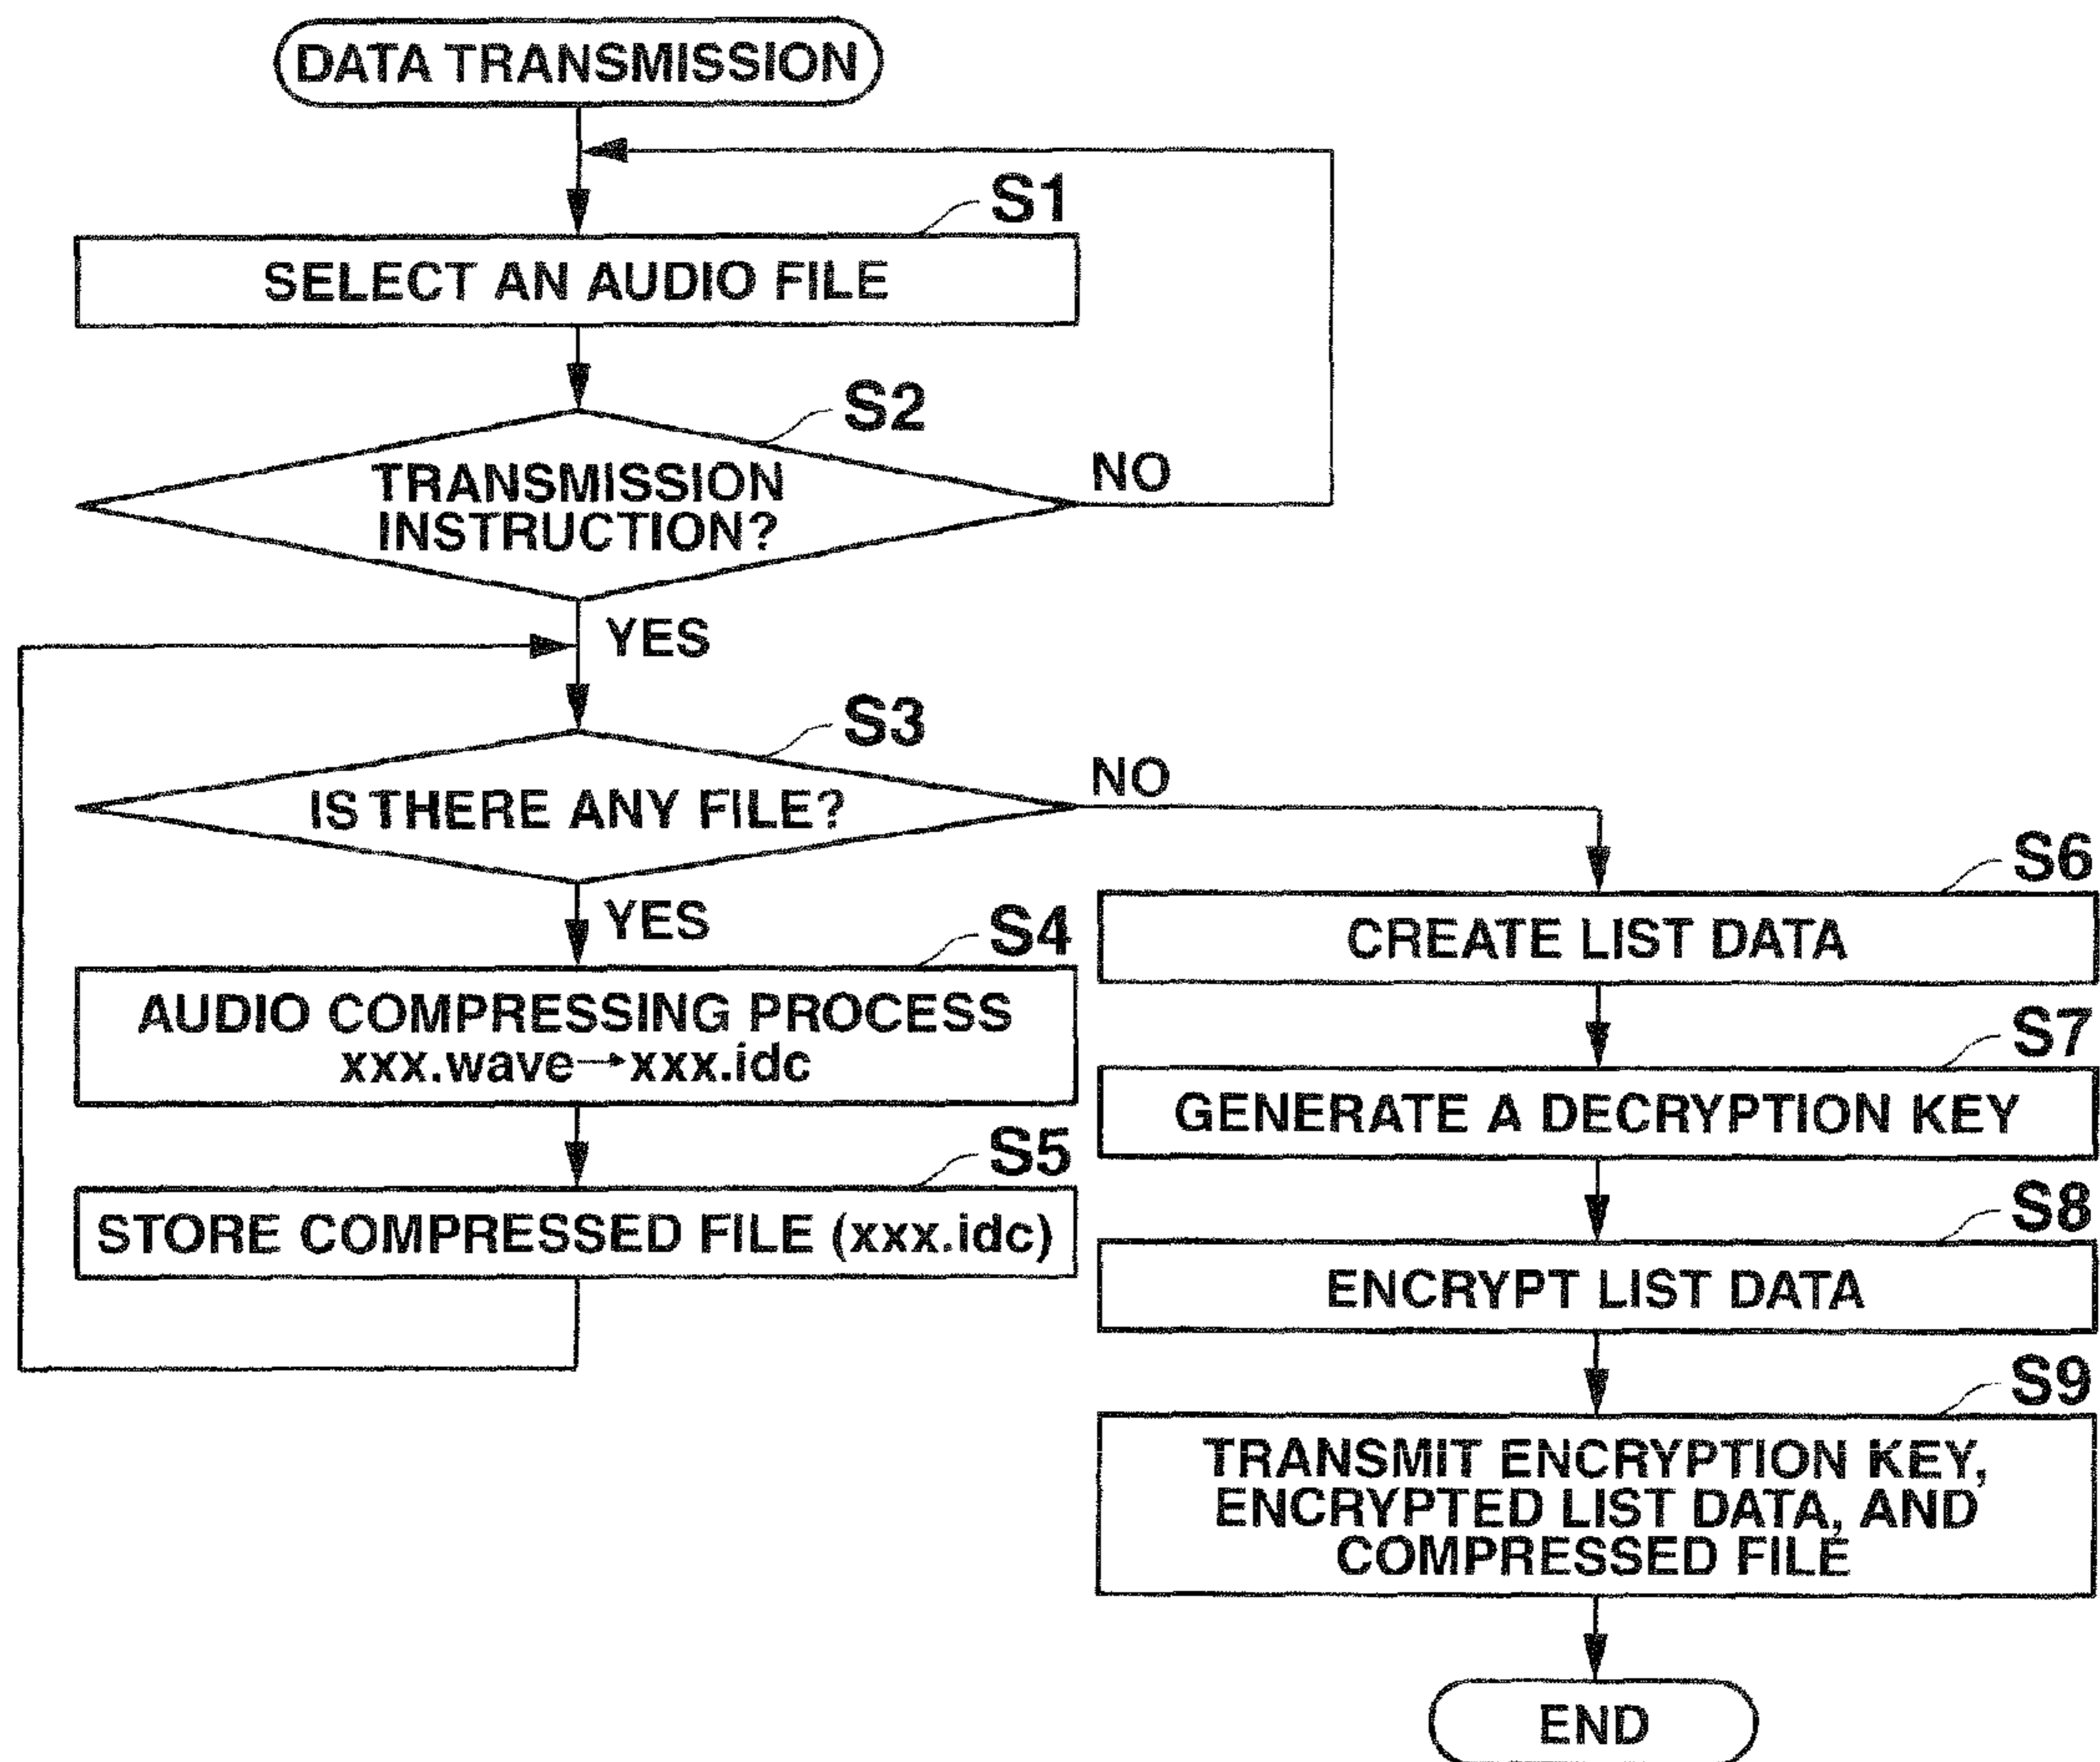 DATA TRANSMISSION
S1
SELECT AN AUDIO FILE
S2
TRANSMISSION
INSTRUCTION?
NO
YES
S3
IS THERE ANY FILE?
NO
YES
S4
AUDIO COMPRESSING PROCESS
xxx.wave→xxx.idc
S5
STORE COMPRESSED FILE (xxx.idc)
S6
CREATE LIST DATA
S7
GENERATE A DECRYPTION KEY
S8
ENCRYPT LIST DATA
S9
TRANSMIT ENCRYPTION KEY,
ENCRYPTED LIST DATA, AND
COMPRESSED FILE
END